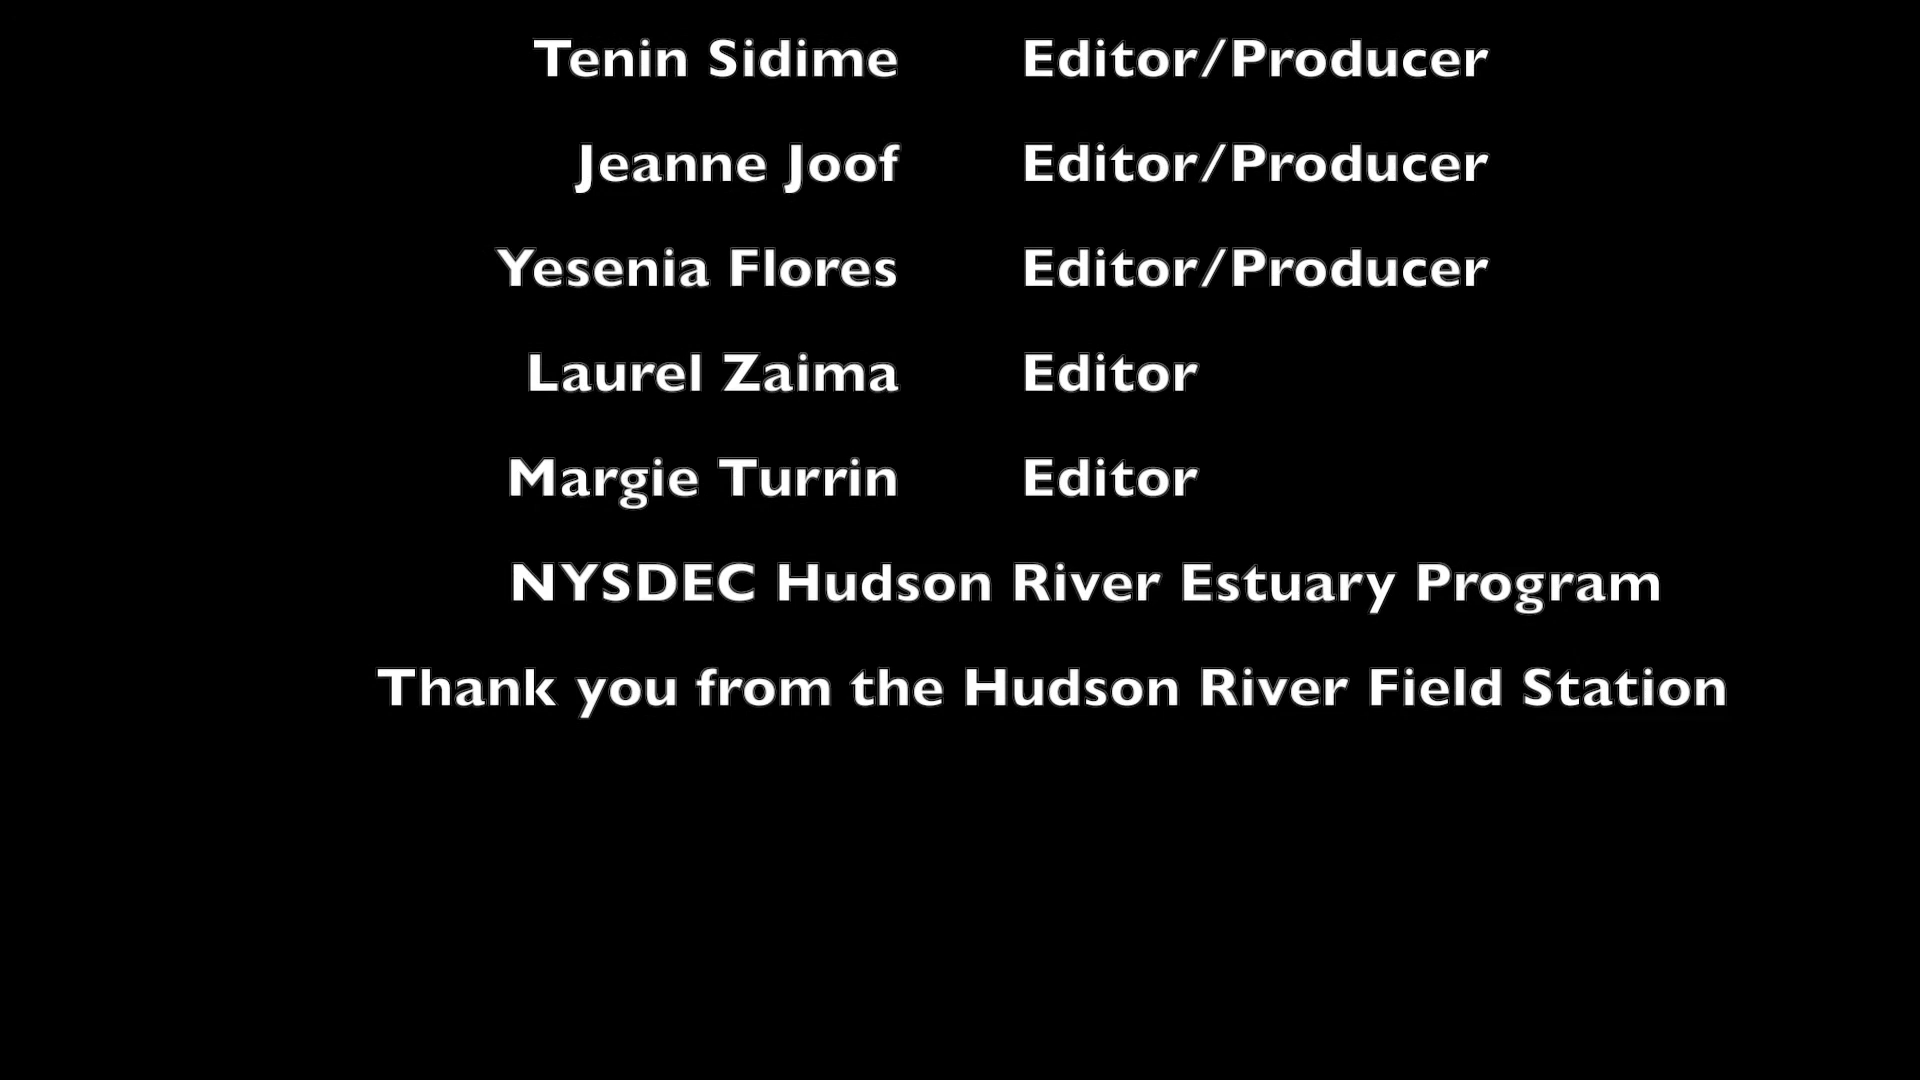 Tenin Sidime Editor/Producer
Jeanne Joof Editor/Producer
Yesenia Flores Editor/Producer
Laurel Zaima Editor
Margie Turrin Editor
NYSDEC Hudson River Estuary Program
Thank you from the Hudson River Field Station